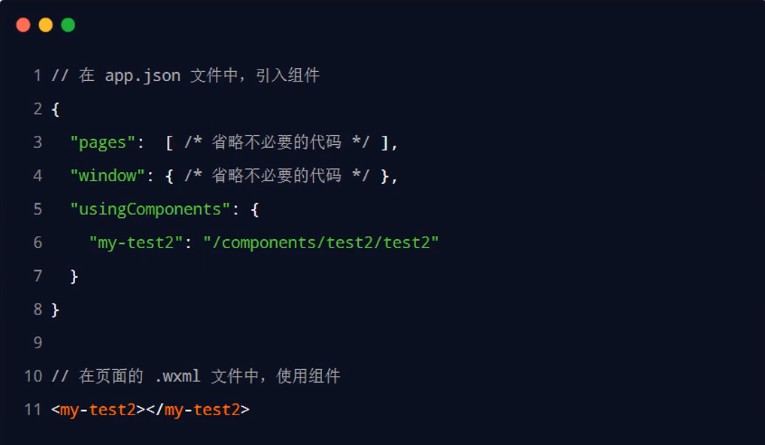 1 // 在 app.json 文件中，引入组件
2 {
3   "pages":  [ /* 省略不必要的代码 */ ],
4   "window": { /* 省略不必要的代码 */ },
5   "usingComponents": {
6     "my-test2": "/components/test2/test2"
7   }
8 }
9
10 // 在页面的 .wxml 文件中，使用组件
11 <my-test2></my-test2>